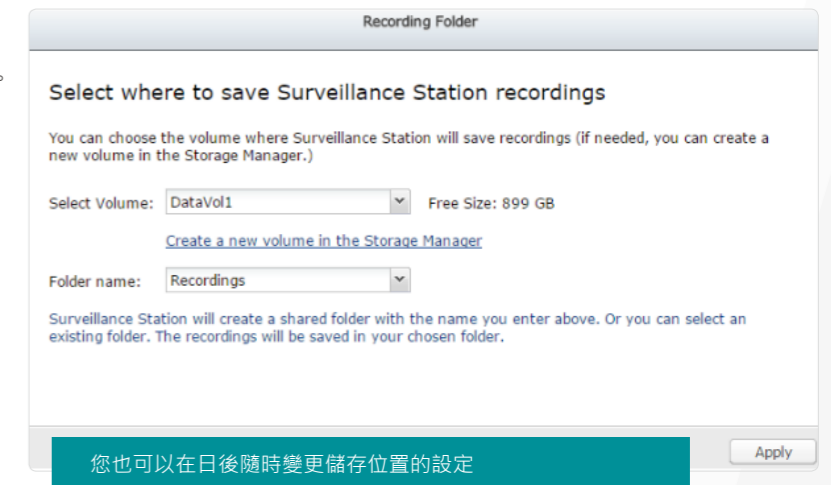 Recording Folder
。
Select where to save Surveillance Station recordings
You can choose the volume where Surveillance Station will save recordings (if needed, you can create a
new volume in the Storage Manager.)
Select Volume: DataVol1 Free Size: 899 GB
Create a new volume in the Storage Manager
Folder name: Recordings
Surveillance Station will create a shared folder with the name you enter above. Or you can select an
existing folder. The recordings will be saved in your chosen folder.
Apply
您也可以在日後隨時變更儲存位置的設定